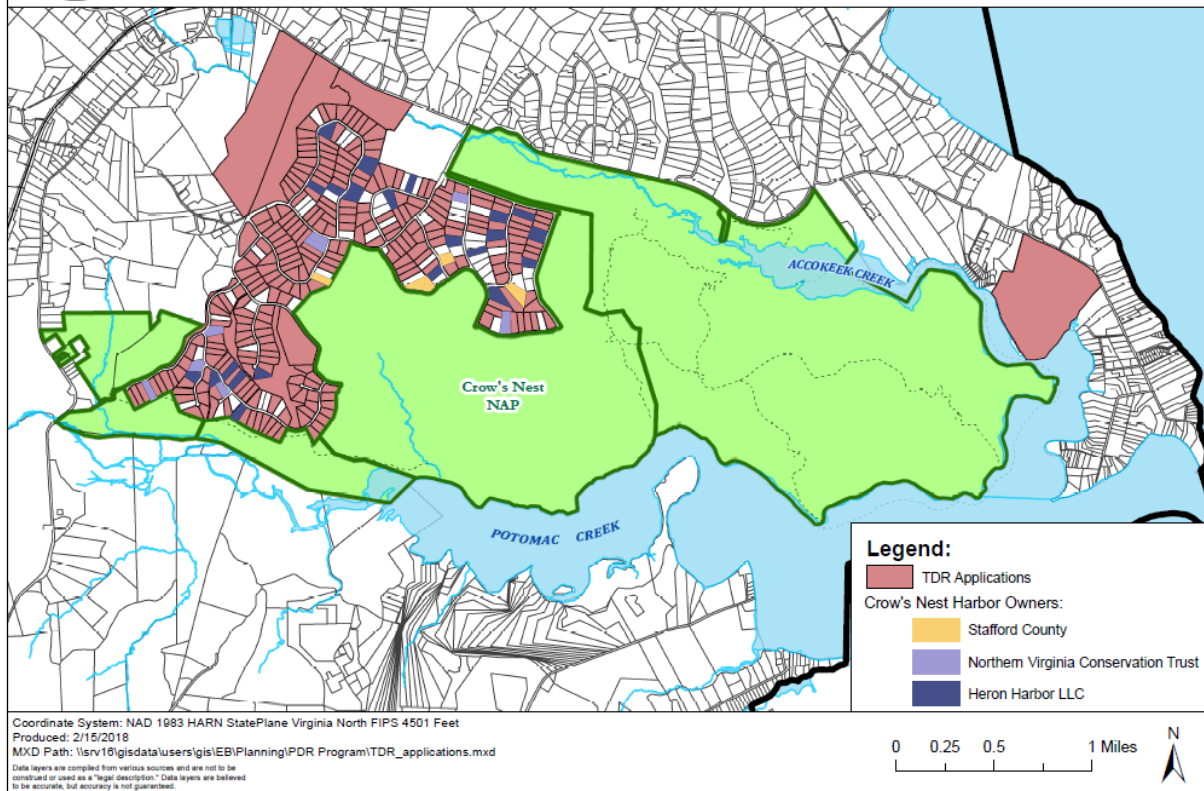 ACCOKEEK CREEK
Crow's Nest
NAP
POTOMAC CREEK
Legend:
TDR Applications
Crow's Nest Harbor Owners:
Stafford County
Northern Virginia Conservation Trust
Heron Harbor LLC
Coordinate System: NAD 1983 HARN StatePlane Virginia North FIPS 4501 Feet
Produced: 2/15/2018
MXD Path: \\srv16\gisdata\users\gis\EB\Planning\PDR Program\TDR_applications.mxd
Data layers are compiled from various sources and are not to be
construed or used as a "legal description." Data layers are believed
to be accurate, but accuracy is not guaranteed.
0 0.25 0.5 1 Miles
N